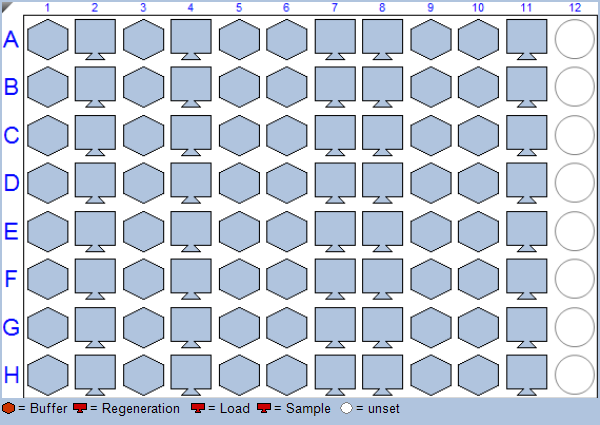 1 2 3 4 5 6 7 8 9 10 11 12
A
B
C
D
E
F
G
H
= Buffer = Regeneration = Load = Sample = unset